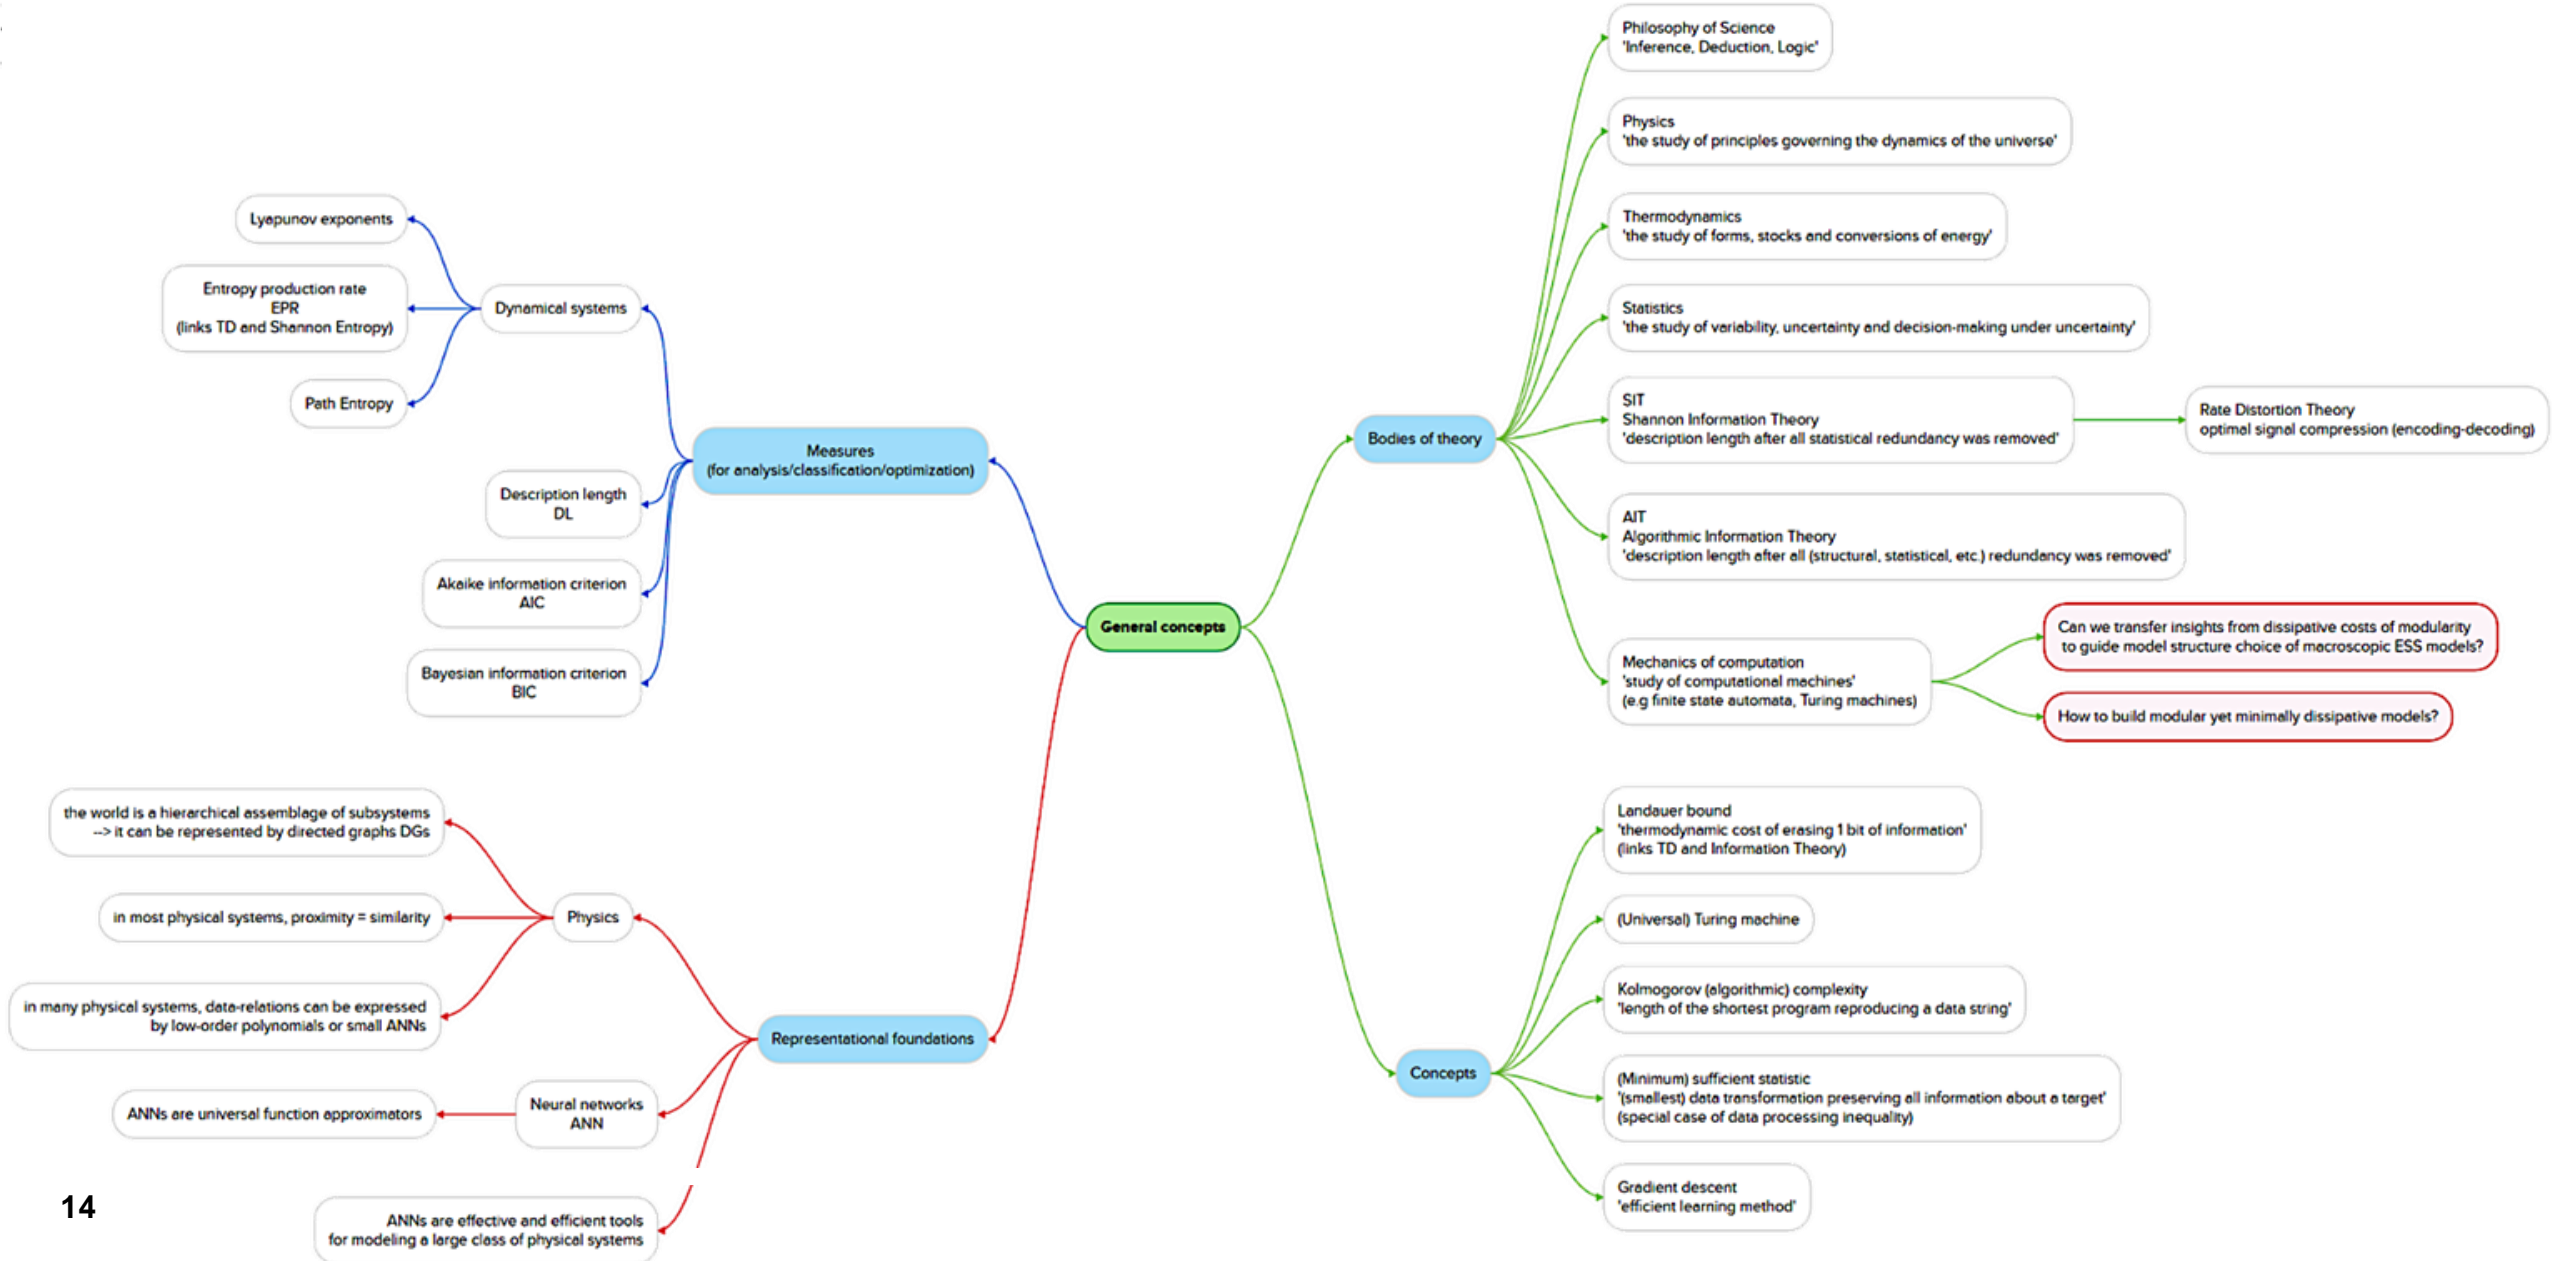 Philosophy of Science
'Inference, Deduction, Logic'
Physics
'the study of principles governing the dynamics of the universe'
Thermodynamics
'the study of forms, stocks and conversions of energy'
Statistics
'the study of variability, uncertainty and decision-making under uncertainty'
SIT
Shannon Information Theory
'description length after all statistical redundancy was removed'
Rate Distortion Theory
optimal signal compression (encoding-decoding)
Bodies of theory
AIT
Algorithmic Information Theory
'description length after all (structural, statistical, etc.) redundancy was removed'
Mechanics of computation
'study of computational machines'
(e.g finite state automata, Turing machines)
Can we transfer insights from dissipative costs of modularity
to guide model structure choice of macroscopic ESS models?
How to build modular yet minimally dissipative models?
Lyapunov exponents
Entropy production rate
EPR
(links TD and Shannon Entropy)
Path Entropy
Dynamical systems
Measures
(for analysis/classification/optimization)
Description length
DL
Akaike information criterion
AIC
Bayesian information criterion
BIC
General concepts
the world is a hierarchical assemblage of subsystems
--> it can be represented by directed graphs DGs
in most physical systems, proximity = similarity
Physics
in many physical systems, data-relations can be expressed
by low-order polynomials or small ANNs
Representational foundations
ANNs are universal function approximators
Neural networks
ANN
ANNs are effective and efficient tools
for modeling a large class of physical systems
Landauer bound
'thermodynamic cost of erasing 1 bit of information'
(links TD and Information Theory)
(Universal) Turing machine
Kolmogorov (algorithmic) complexity
'length of the shortest program reproducing a data string'
Concepts
(Minimum) sufficient statistic
'(smallest) data transformation preserving all information about a target'
(special case of data processing inequality)
Gradient descent
'efficient learning method'
14